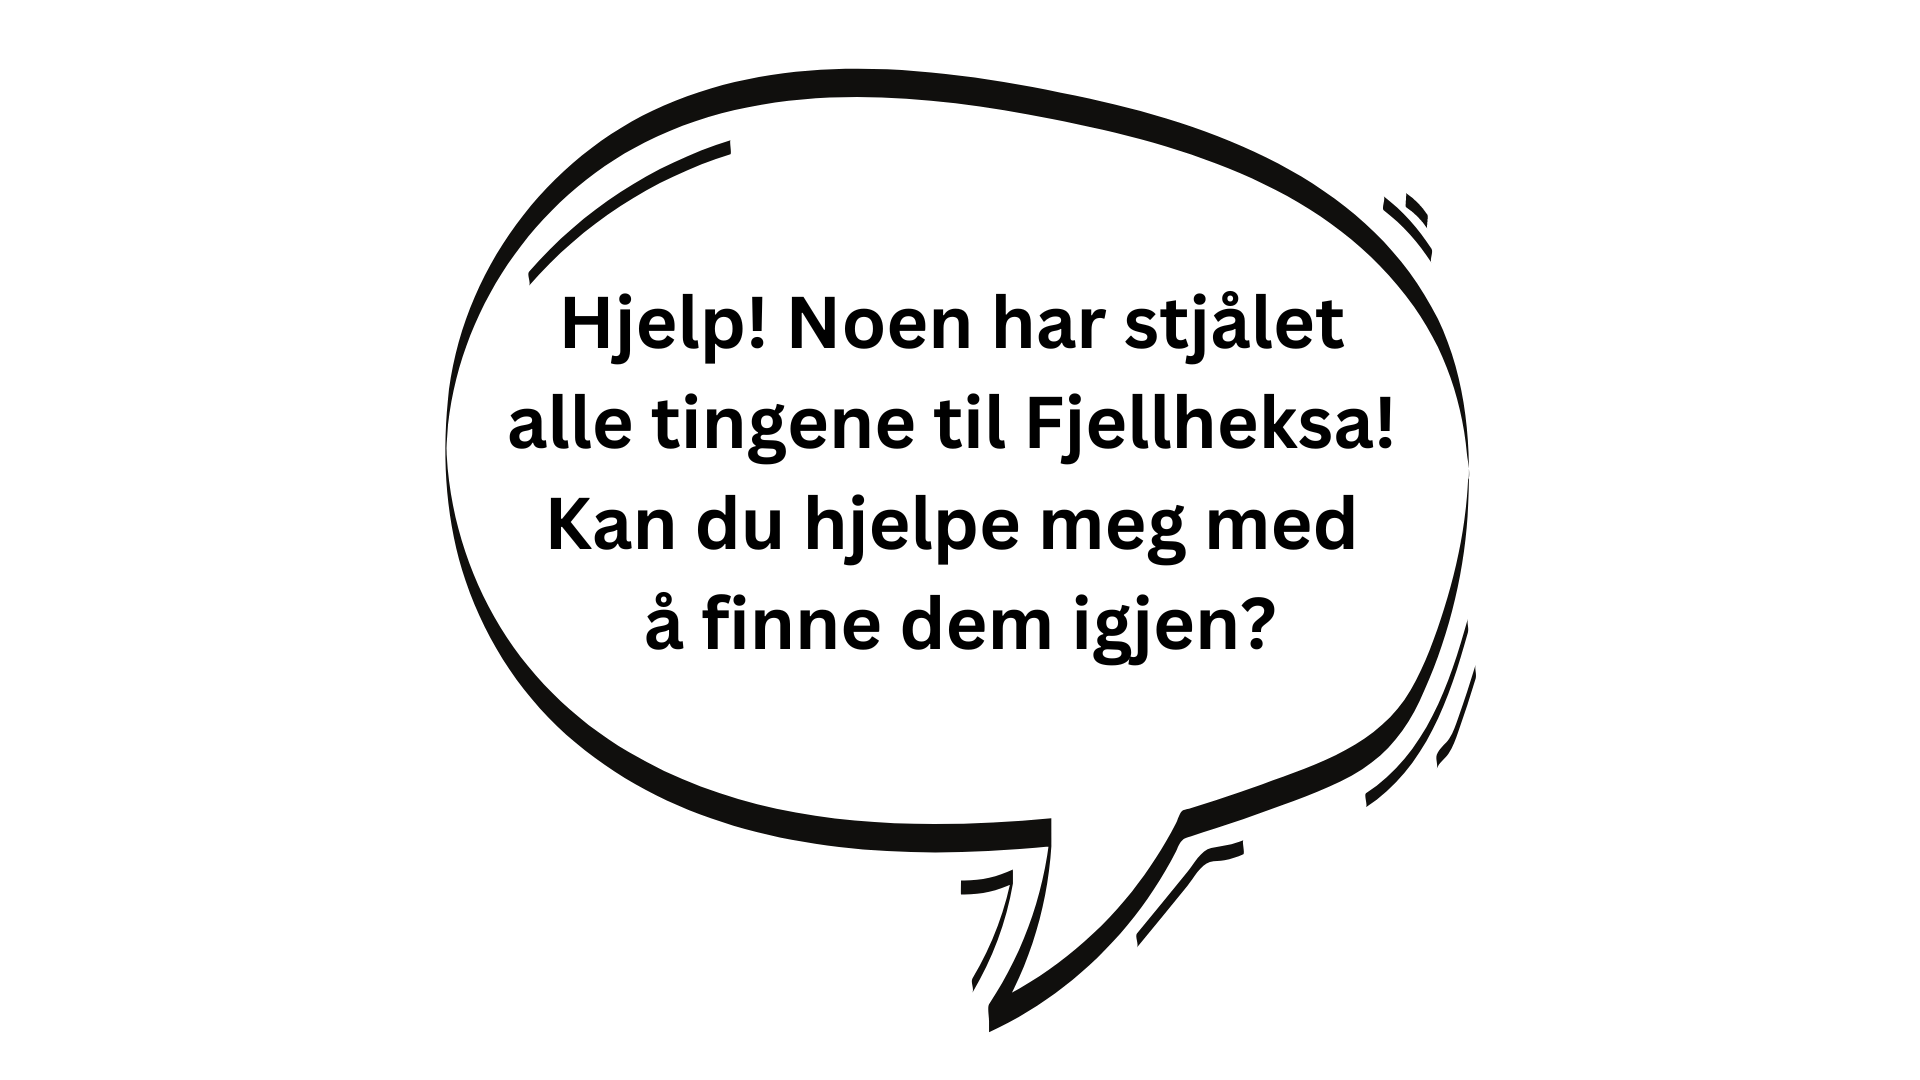 Hjelp! Noen har stjålet
alle tingene til Fjellheksa!
Kan du hjelpe meg med
å finne dem igjen?